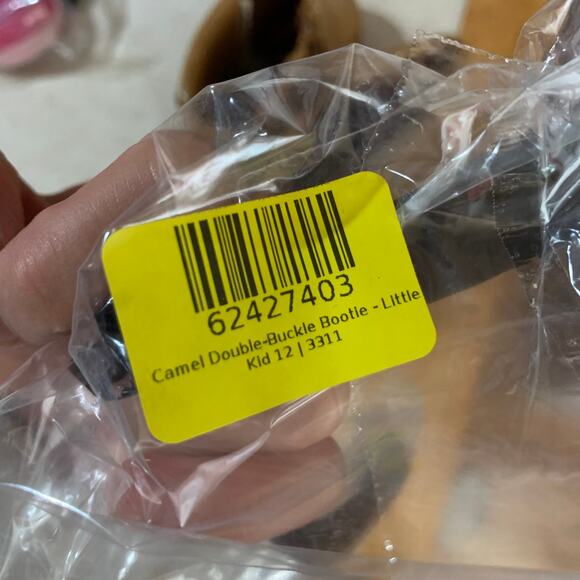 62427403
Camel Double-Buckle Bootie - Little
Kid 12 | 3311